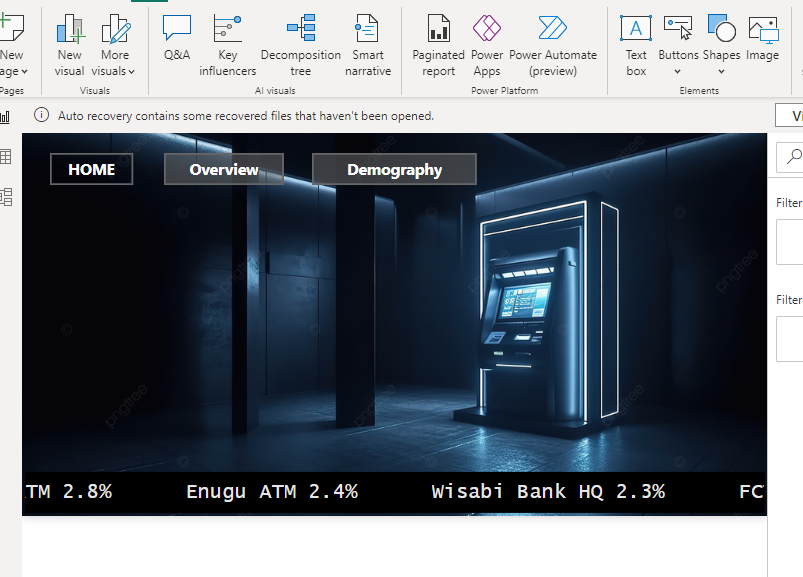 New
age
Pages
New
visual
More
visuals
Visuals
Q&A
Key
influencers
Decomposition
tree
Smart
narrative
AI visuals
Paginated
report
Power
Apps
Power Automate
(preview)
Power Platform
Text
box
Buttons
Shapes
Image
Elements
Auto recovery contains some recovered files that haven't been opened.
Vi
HOME
Overview
Demography
Filter
Filter
pngtree
TM 2.8%
Enugu ATM 2.4%
Wisabi Bank HQ 2.3%
FC